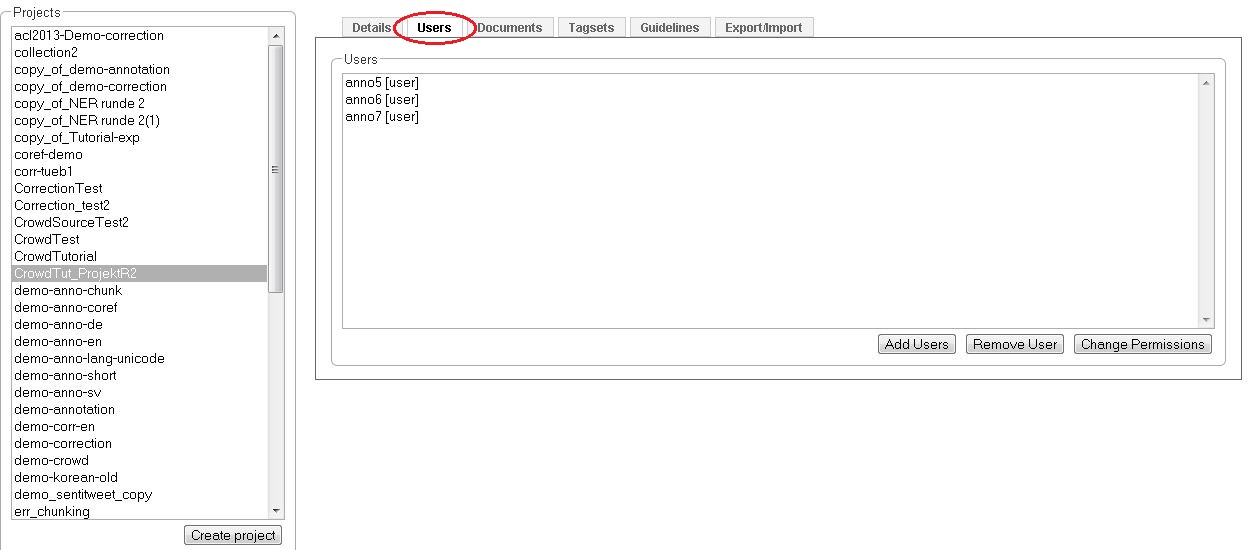 Projects
acl2013-Demo-correction
collection2
copy_of_demo-annotation
copy_of_demo-correction
copy_of_NER runde 2
copy_of_NER runde 2(1)
copy_of_Tutorial-exp
coref-demo
corr-tueb1
CorrectionTest
Correction_test2
CrowdSourceTest2
CrowdTest
CrowdTutorial
CrowdTut_ProjektR2
demo-anno-chunk
demo-anno-coref
demo-anno-de
demo-anno-en
demo-anno-lang-unicode
demo-anno-short
demo-anno-sv
demo-annotation
demo-corr-en
demo-correction
demo-crowd
demo-korean-old
demo_sentitweet_copy
err_chunking
Create project
Details Users Documents Tagsets Guidelines Export/Import
Users
anno5 [user]
anno6 [user]
anno7 [user]
Add Users Remove User Change Permissions